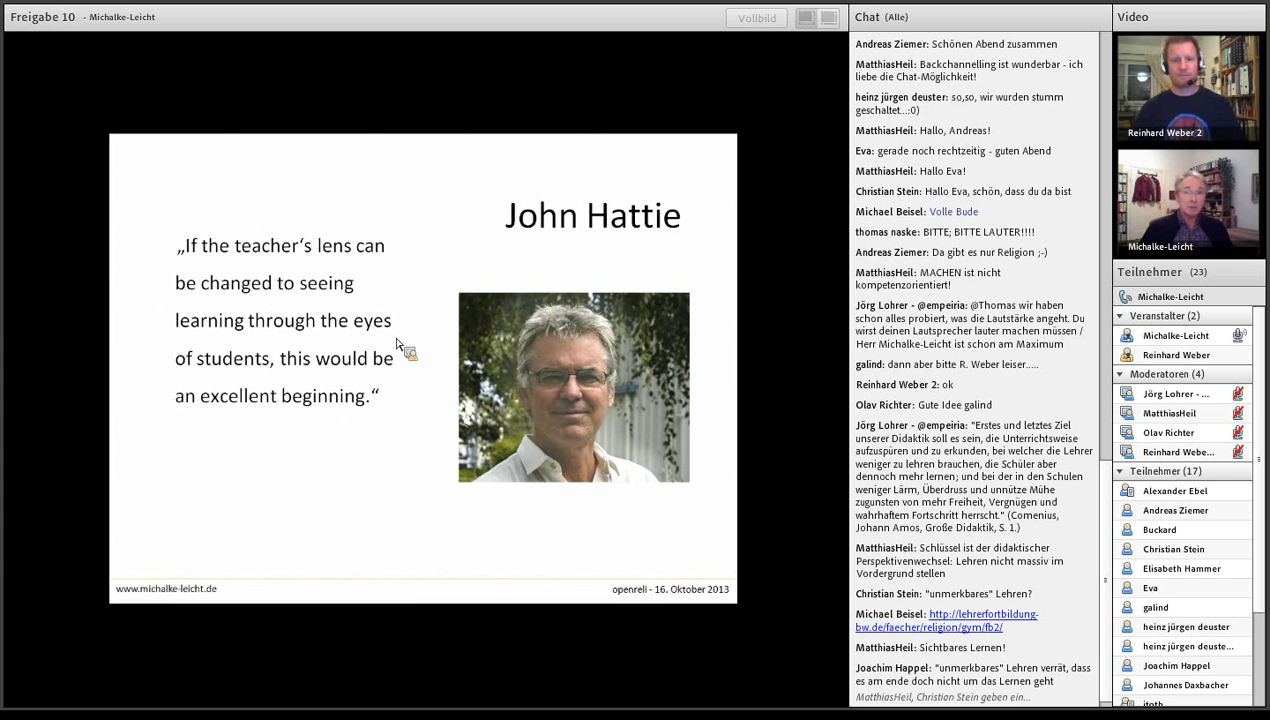 Freigabe 10 - Michalke-Leicht
Vollbild
John Hattie
„If the teacher‘s lens can
be changed to seeing
learning through the eyes
of students, this would be
an excellent beginning.“
www.michalke-leicht.de
openreli - 16. Oktober 2013
Chat (Alle)
Andreas Ziemer: Schönen Abend zusammen
MatthiasHeil: Backchannelling ist wunderbar - ich
liebe die Chat-Möglichkeit!
heinz jürgen deuster: so,so, wir wurden stumm
geschaltet...:0)
MatthiasHeil: Hallo, Andreas!
Eva: gerade noch rechtzeitig - guten Abend
MatthiasHeil: Hallo Eva!
Christian Stein: Hallo Eva, schön, dass du da bist
Michael Beisel: Volle Bude
thomas naske: BITTE; BITTE LAUTER!!!!
Andreas Ziemer: Da gibt es nur Religion ;-)
MatthiasHeil: MACHEN ist nicht
kompetenzorientiert!
Jörg Lohrer - @empeiria: @Thomas wir haben
schon alles probiert, was die Lautstärke angeht. Du
wirst deinen Lautsprecher lauter machen müssen /
Herr Michalke-Leicht ist schon am Maximum
galind: dann aber bitte R. Weber leiser.....
Reinhard Weber 2: ok
Olav Richter: Gute Idee galind
Jörg Lohrer - @empeiria: "Erstes und letztes Ziel
unserer Didaktik soll es sein, die Unterrichtsweise
aufzuspüren und zu erkunden, bei welcher die Lehrer
weniger zu lehren brauchen, die Schüler aber
dennoch mehr lernen; und bei der in den Schulen
weniger Lärm, Überdruss und unnütze Mühe
zugunsten von mehr Freiheit, Vergnügen und
wahrhaftem Fortschritt herrscht." (Comenius,
Johann Amos, Große Didaktik, S. 1.)
MatthiasHeil: Schlüssel ist der didaktischer
Perspektivenwechsel: Lehren nicht massiv im
Vordergrund stellen
Christian Stein: "unmerkbares" Lehren?
Michael Beisel: http://lehrerfortbildung-
bw.de/faecher/religion/gym/fb2/
MatthiasHeil: Sichtbares Lernen!
Joachim Happel: "unmerkbares" Lehren verrät, dass
es am ende doch nicht um das Lernen geht
MatthiasHeil, Christian Stein geben ein...
Video
Reinhard Weber 2
Michalke-Leicht
Teilnehmer (23)
Michalke-Leicht
Veranstalter (2)
Michalke-Leicht
Reinhard Weber
Moderatoren (4)
Jörg Lohrer - ...
MatthiasHeil
Olav Richter
Reinhard Webe...
Teilnehmer (17)
Alexander Ebel
Andreas Ziemer
Buckard
Christian Stein
Elisabeth Hammer
Eva
galind
heinz jürgen deuster
heinz jürgen deuste...
Joachim Happel
Johannes Daxbacher
itoth